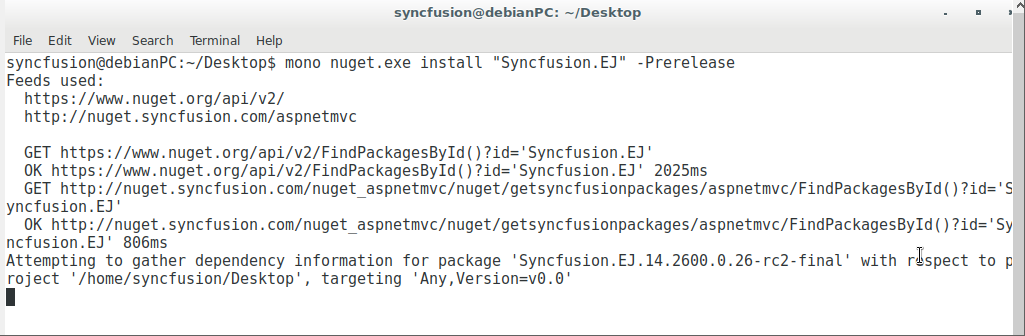 syncfusion@debianPC: ~/Desktop
File Edit View Search Terminal Help
syncfusion@debianPC:~/Desktop$ mono nuget.exe install "Syncfusion.EJ" -Prerelease
Feeds used:
  https://www.nuget.org/api/v2/
  http://nuget.syncfusion.com/aspnetmvc

  GET https://www.nuget.org/api/v2/FindPackagesById()?id='Syncfusion.EJ'
  OK https://www.nuget.org/api/v2/FindPackagesById()?id='Syncfusion.EJ' 2025ms
  GET http://nuget.syncfusion.com/nuget_aspnetmvc/nuget/getsyncfusionpackages/aspnetmvc/FindPackagesById()?id='S
yncfusion.EJ'
  OK http://nuget.syncfusion.com/nuget_aspnetmvc/nuget/getsyncfusionpackages/aspnetmvc/FindPackagesById()?id='Sy
ncfusion.EJ' 806ms
Attempting to gather dependency information for package 'Syncfusion.EJ.14.2600.0.26-rc2-final' with respect to p
roject '/home/syncfusion/Desktop', targeting 'Any,Version=v0.0'